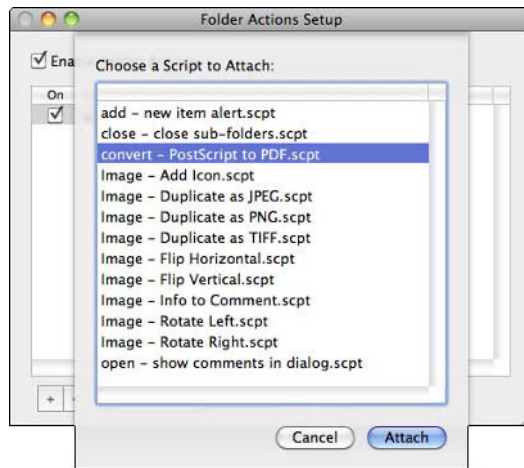 Folder Actions Setup
Ena
Choose a Script to Attach:
On
add – new item alert.scpt
close – close sub-folders.scpt
convert – PostScript to PDF.scpt
Image – Add Icon.scpt
Image – Duplicate as JPEG.scpt
Image – Duplicate as PNG.scpt
Image – Duplicate as TIFF.scpt
Image – Flip Horizontal.scpt
Image – Flip Vertical.scpt
Image – Info to Comment.scpt
Image – Rotate Left.scpt
Image – Rotate Right.scpt
open – show comments in dialog.scpt
+
Cancel Attach